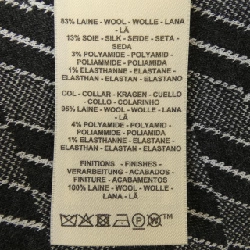 83% LAINE - WOOL - WOLLE - LANA
- LÃ
13% SOIE - SILK - SEIDE - SETA -
SEDA
3% POLYAMIDE - POLYAMID -
POLIAMMIDE - POLIAMIDA
1% ELASTHANNE - ELASTANE -
ELASTHAN - ELASTAN - ELASTANO
COL - COLLAR - KRAGEN - CUELLO
- COLLO - COLARINHO
95% LAINE - WOOL - WOLLE - LANA
- LÃ
4% POLYAMIDE - POLYAMID -
POLIAMMIDE - POLIAMIDA
1% ELASTHANNE - ELASTANE -
ELASTHAN - ELASTAN - ELASTANO
FINITIONS - FINISHES -
VERARBEITUNG - ACABADOS -
FINITURE - ACABAMENTOS
100% LAINE - WOOL - WOLLE -
LANA - LÃ
TM